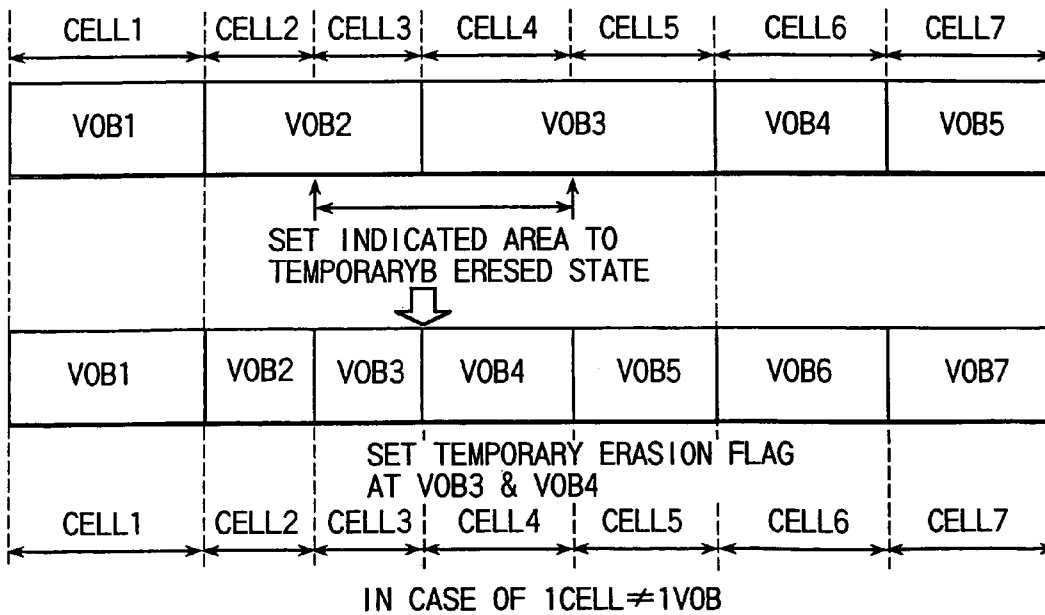 CELL1 CELL2 CELL3 CELL4 CELL5 CELL6 CELL7
VOB1 VOB2 VOB3 VOB4 VOB5
SET INDICATED AREA TO
TEMPORARYB ERESED STATE
VOB1 VOB2 VOB3 VOB4 VOB5 VOB6 VOB7
SET TEMPORARY ERASION FLAG
AT VOB3 & VOB4
CELL1 CELL2 CELL3 CELL4 CELL5 CELL6 CELL7
IN CASE OF 1CELL≠1VOB